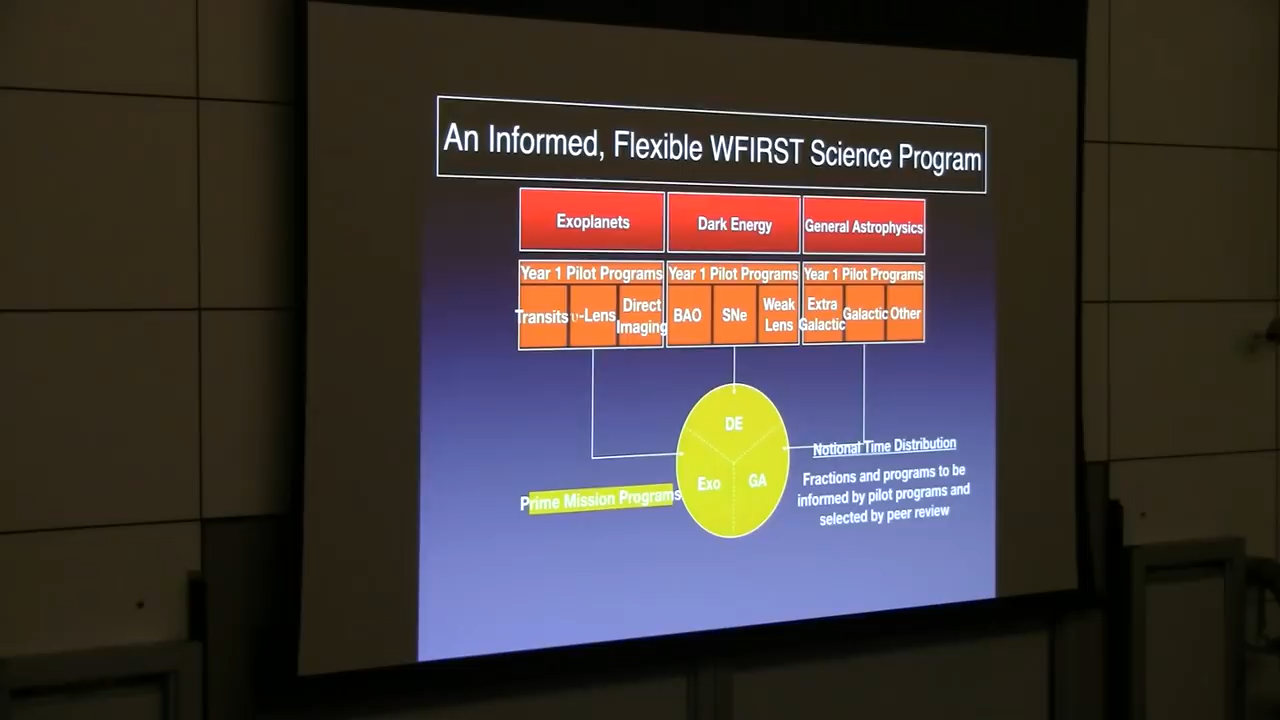 An Informed, Flexible WFIRST Science Program
Exoplanets
Dark Energy
General Astrophysics
Year 1 Pilot Programs
Year 1 Pilot Programs
Year 1 Pilot Programs
Transits
υ-Lens
Direct
Imaging
BAO
SNe
Weak
Lens
Extra
Galactic
Galactic
Other
DE
Exo
GA
Prime Mission Programs
Notional Time Distribution
Fractions and programs to be
informed by pilot programs and
selected by peer review